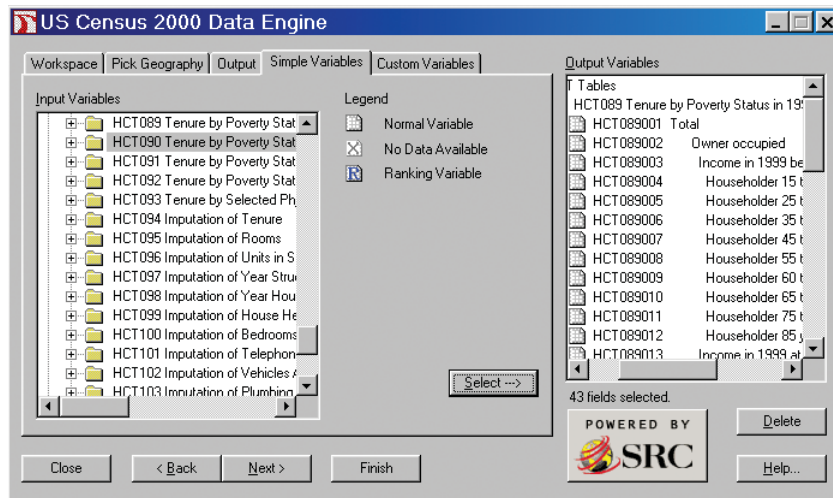 US Census 2000 Data Engine
Workspace
Pick Geography
Output
Simple Variables
Custom Variables
Input Variables
HCT089 Tenure by Poverty Stat
HCT090 Tenure by Poverty Stat
HCT091 Tenure by Poverty Stat
HCT092 Tenure by Poverty Stat
HCT093 Tenure by Selected Ph
HCT094 Imputation of Tenure
HCT095 Imputation of Rooms
HCT096 Imputation of Units in S
HCT097 Imputation of Year Stru
HCT098 Imputation of Year Hou
HCT099 Imputation of House He
HCT100 Imputation of Bedrooms
HCT101 Imputation of Telephon
HCT102 Imputation of Vehicles A
HCT103 Imputation of Plumbing
Legend
Normal Variable
No Data Available
R Ranking Variable
Select --->
Output Variables
T Tables
HCT089 Tenure by Poverty Status in 19
HCT089001 Total
HCT089002 Owner occupied
HCT089003 Income in 1999 be
HCT089004 Householder 15 t
HCT089005 Householder 25 t
HCT089006 Householder 35 t
HCT089007 Householder 45 t
HCT089008 Householder 55 t
HCT089009 Householder 60 t
HCT089010 Householder 65 t
HCT089011 Householder 75 t
HCT089012 Householder 85 y
HCT089013 Income in 1999 at
43 fields selected.
POWERED BY
SRC
Delete
Help...
Close
< Back
Next >
Finish